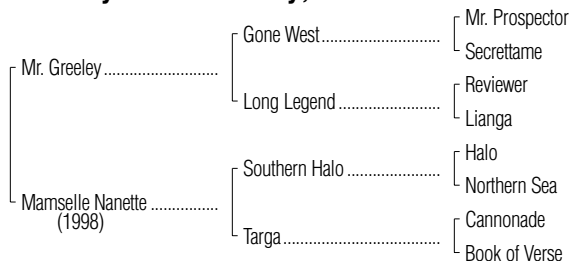 Mr. Prospector
Gone West
Secrettame
Mr. Greeley
Reviewer
Long Legend
Lianga
Halo
Southern Halo
Northern Sea
Mamselle Nanette
(1998)
Cannonade
Targa
Book of Verse